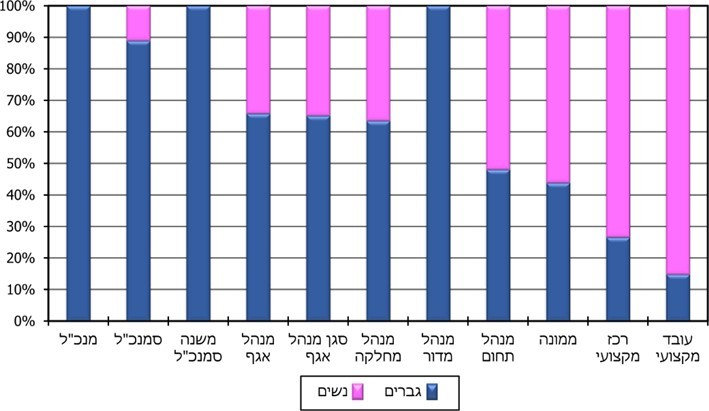 100%
90%
80%
70%
60%
50%
40%
30%
20%
10%
0%
מנכ"ל
סמנכ"ל
משנה
סמנכ"ל
מנהל
אגף
סגן מנהל
אגף
מנהל
מחלקה
מנהל
מדור
מנהל
תחום
ממונה
רכז
מקצועי
עובד
מקצועי
גברים נשים